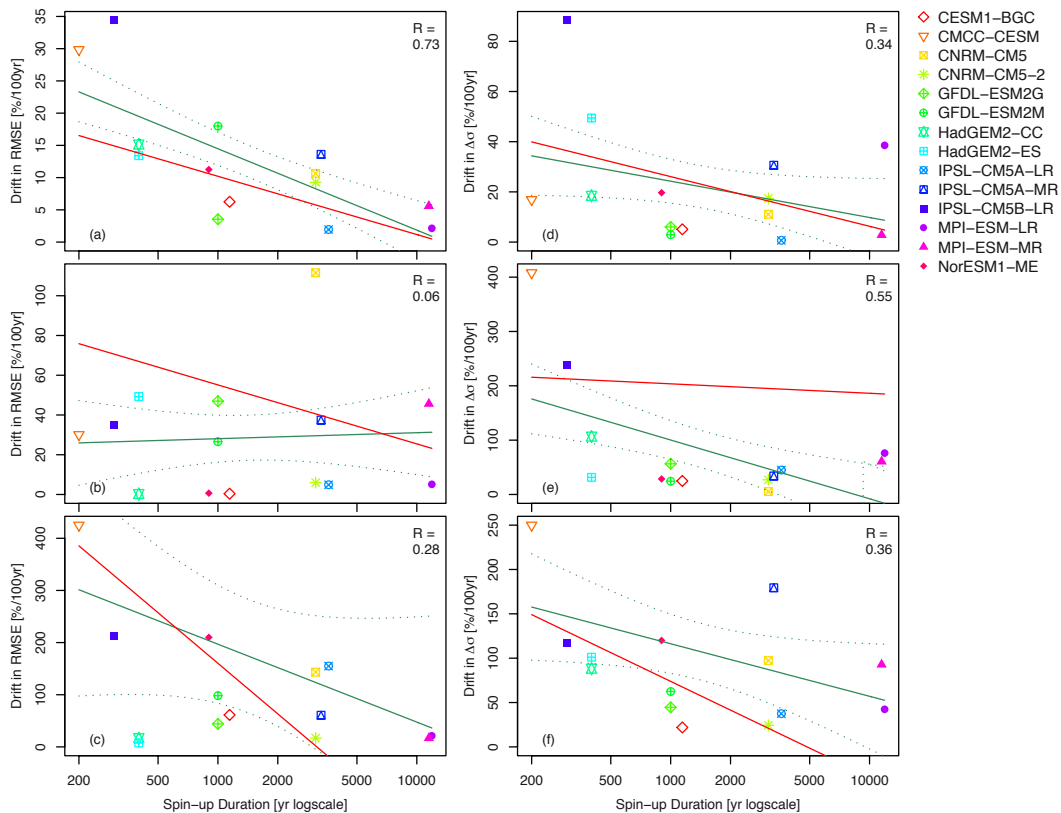 R =
0.73
Drift in RMSE [%/100yr]
35
30
25
20
15
10
5
0
(a)
R =
0.34
Drift in Δσ [%/100yr]
80
60
40
20
0
(d)
CESM1−BGC
CMCC−CESM
CNRM−CM5
CNRM−CM5−2
GFDL−ESM2G
GFDL−ESM2M
HadGEM2−CC
HadGEM2−ES
IPSL−CM5A−LR
IPSL−CM5A−MR
IPSL−CM5B−LR
MPI−ESM−LR
MPI−ESM−MR
NorESM1−ME
R =
0.06
Drift in RMSE [%/100yr]
100
80
60
40
20
0
(b)
R =
0.55
Drift in Δσ [%/100yr]
400
300
200
100
0
(e)
R =
0.28
Drift in RMSE [%/100yr]
400
300
200
100
0
(c)
200 500 1000 2000 5000 10000
Spin−up Duration [yr logscale]
R =
0.36
Drift in Δσ [%/100yr]
250
200
150
100
50
0
(f)
200 500 1000 2000 5000 10000
Spin−up Duration [yr logscale]